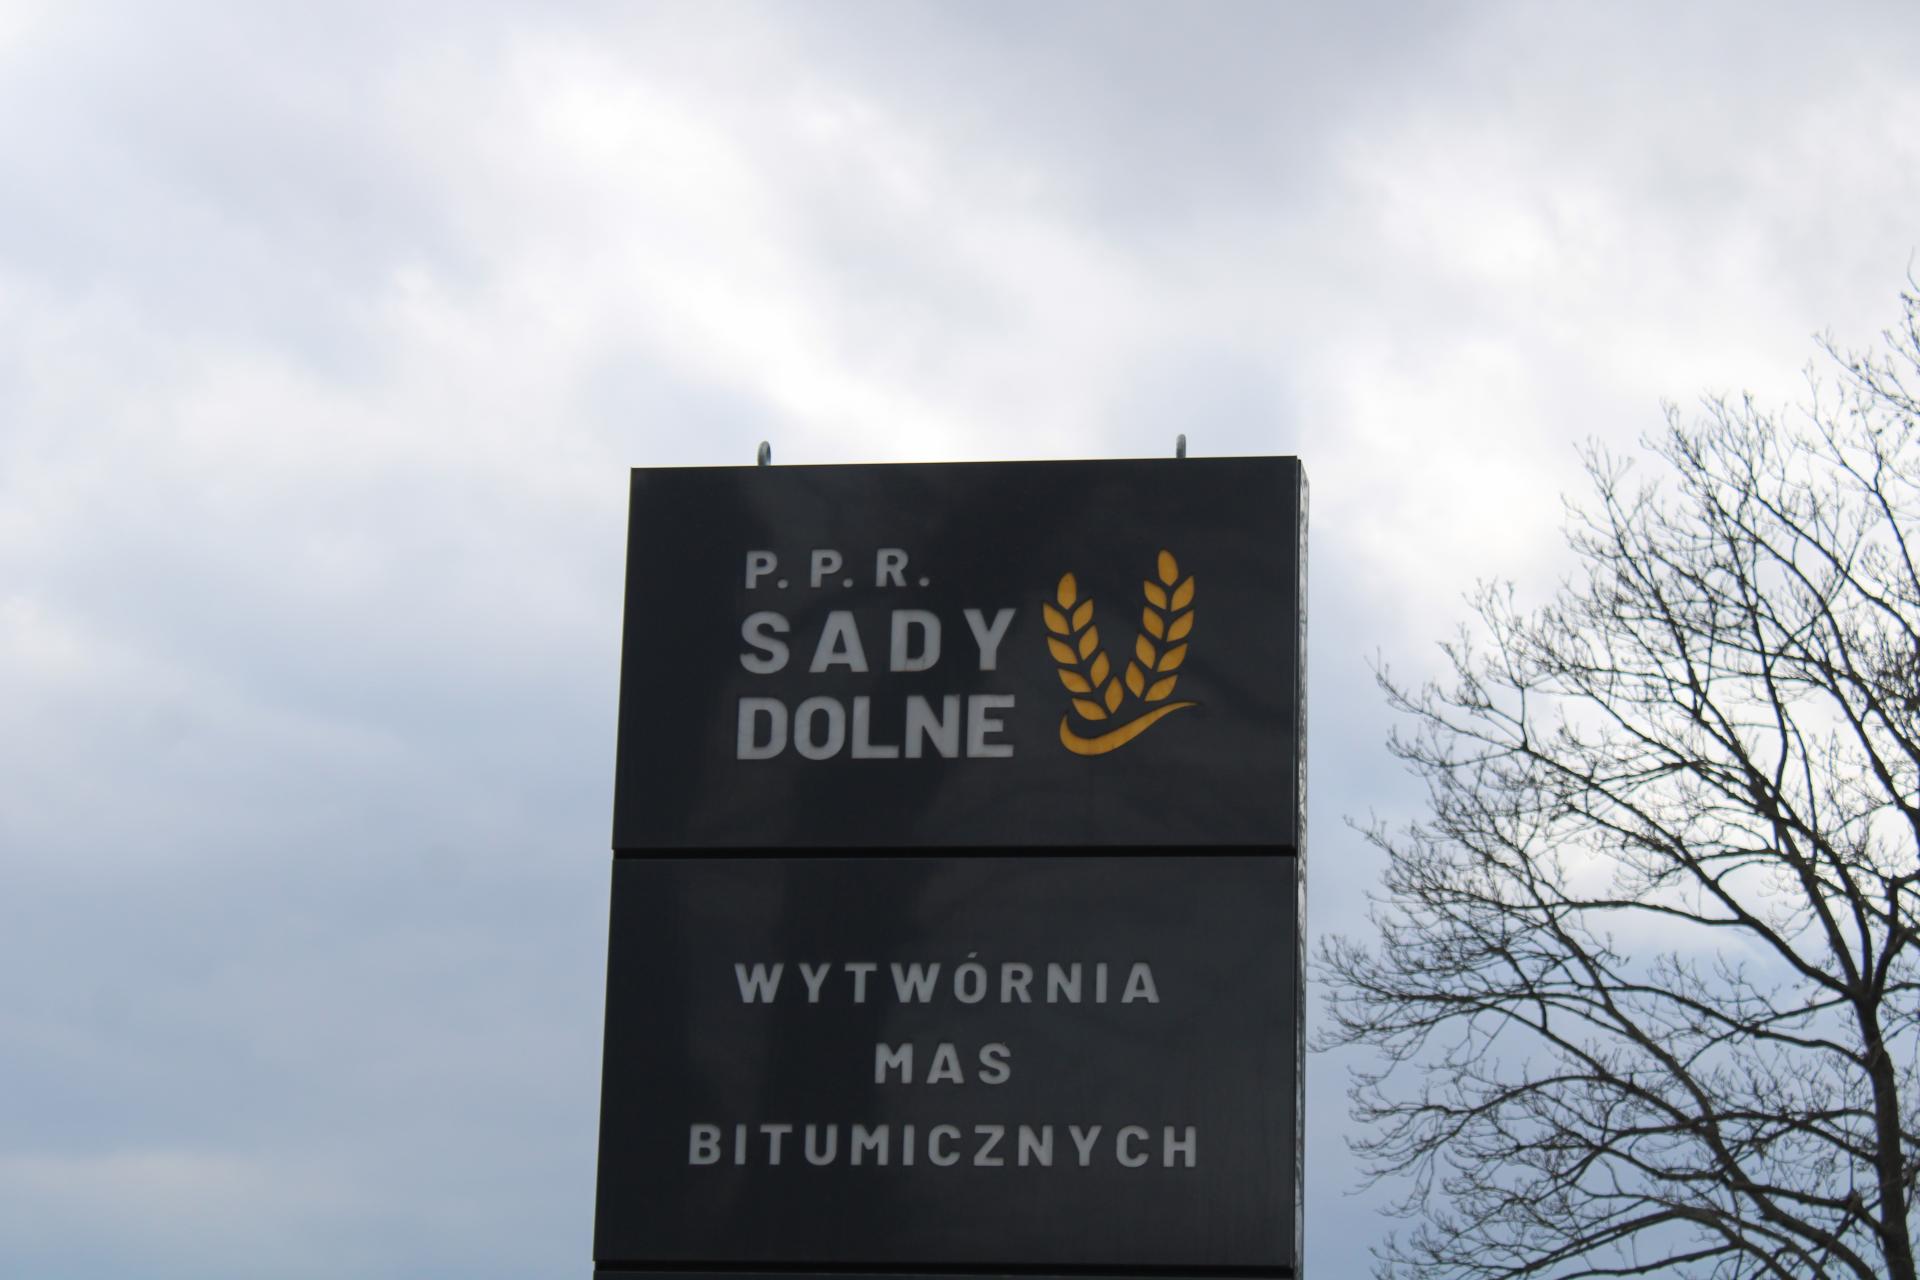 P. P. R.
SADY
DOLNE
WYTWÓRNIA
MAS
BITUMICZNYCH